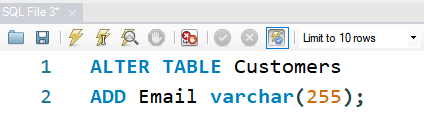 SQL File 3*
Limit to 10 rows
1 ALTER TABLE Customers
2 ADD Email varchar(255);